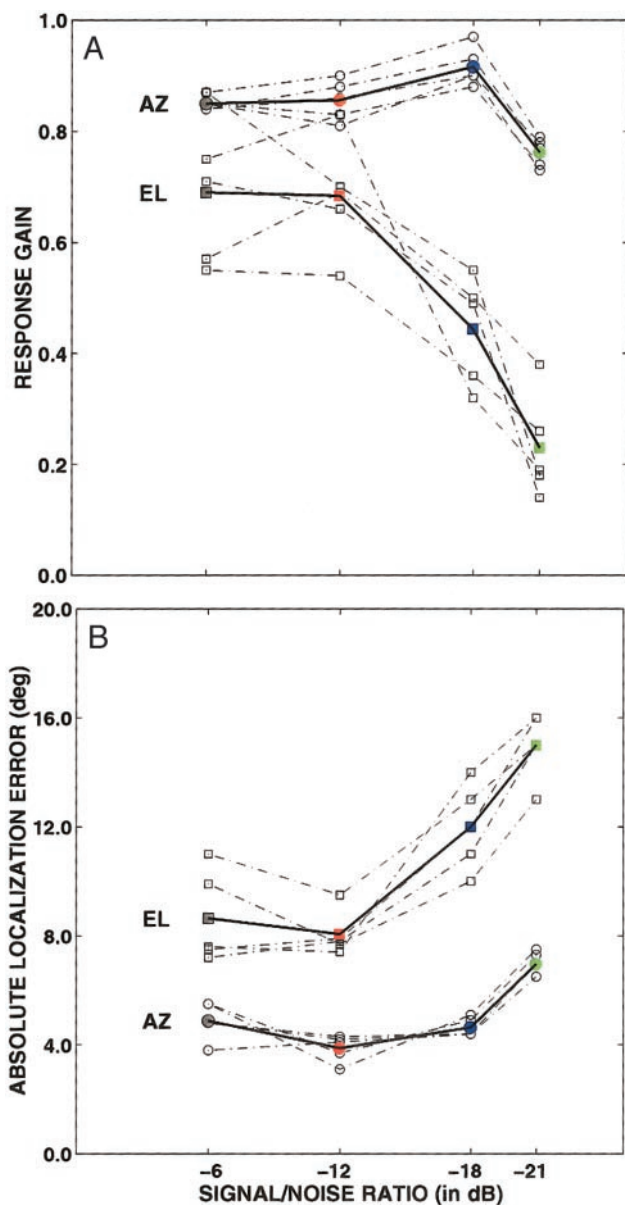 A
1.0
0.8
0.6
0.4
0.2
0.0
RESPONSE GAIN
AZ
EL
B
20.0
16.0
12.0
8.0
4.0
0.0
ABSOLUTE LOCALIZATION ERROR (deg)
EL
AZ
-6 -12 -18 -21
SIGNAL/NOISE RATIO (in dB)